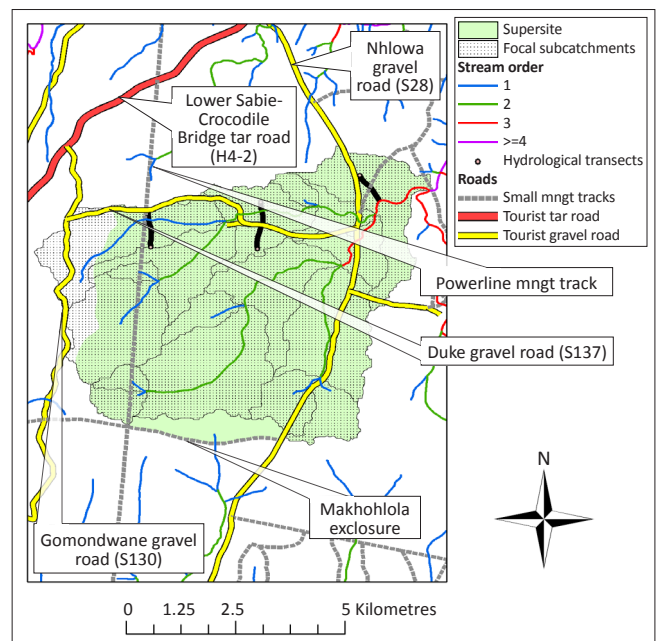 Nhlowa
gravel
road (S28)
Lower Sabie-
Crocodile
Bridge tar road
(H4-2)
Supersite
Focal subcatchments
Stream order
1
2
3
>=4
Hydrological transects
Roads
Small mngt tracks
Tourist tar road
Tourist gravel road
Powerline mngt track
Duke gravel road (S137)
Makhohlola
exclosure
Gomondwane gravel
road (S130)
N
0 1.25 2.5 5 Kilometres